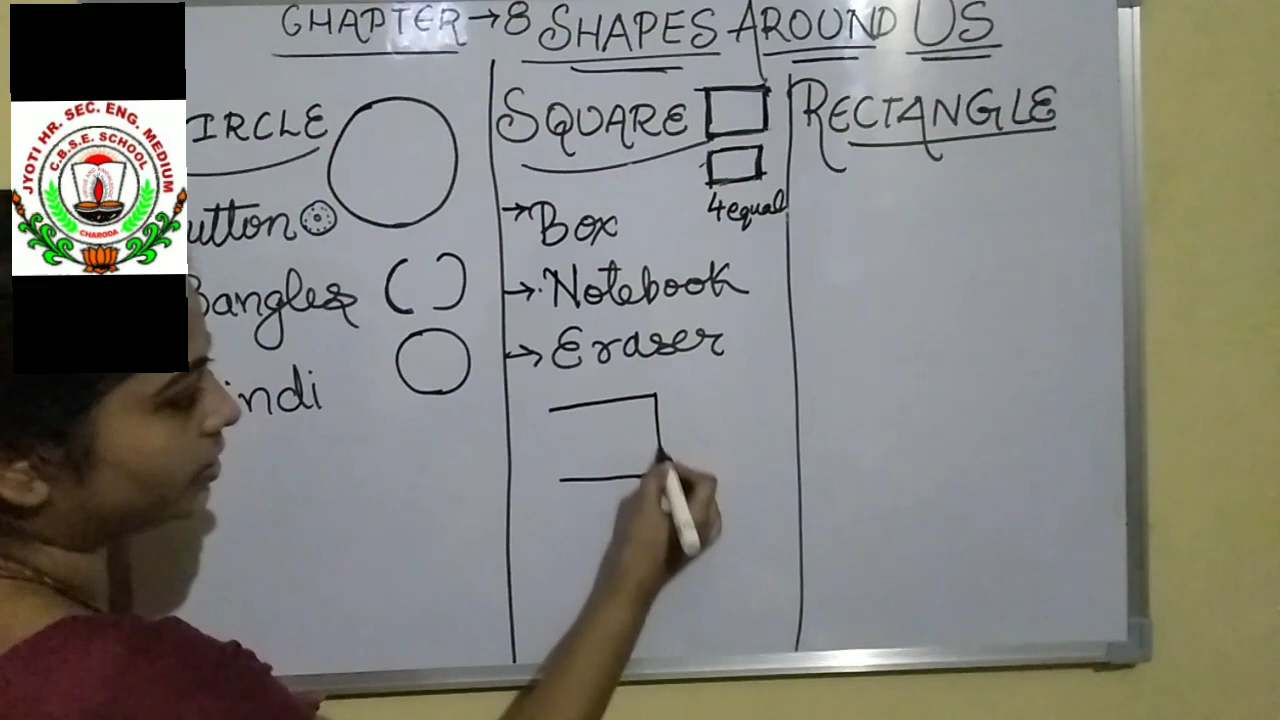 CHAPTER → 8 SHAPES AROUND US
IRCLE
utton
Bangles
indi
SQUARE
4 equal
→ Box
→ Notebook
→ Eraser
RECTANGLE
JYOTI HR. SEC. ENG. MEDIUM
C.B.S.E. SCHOOL
CHARODA